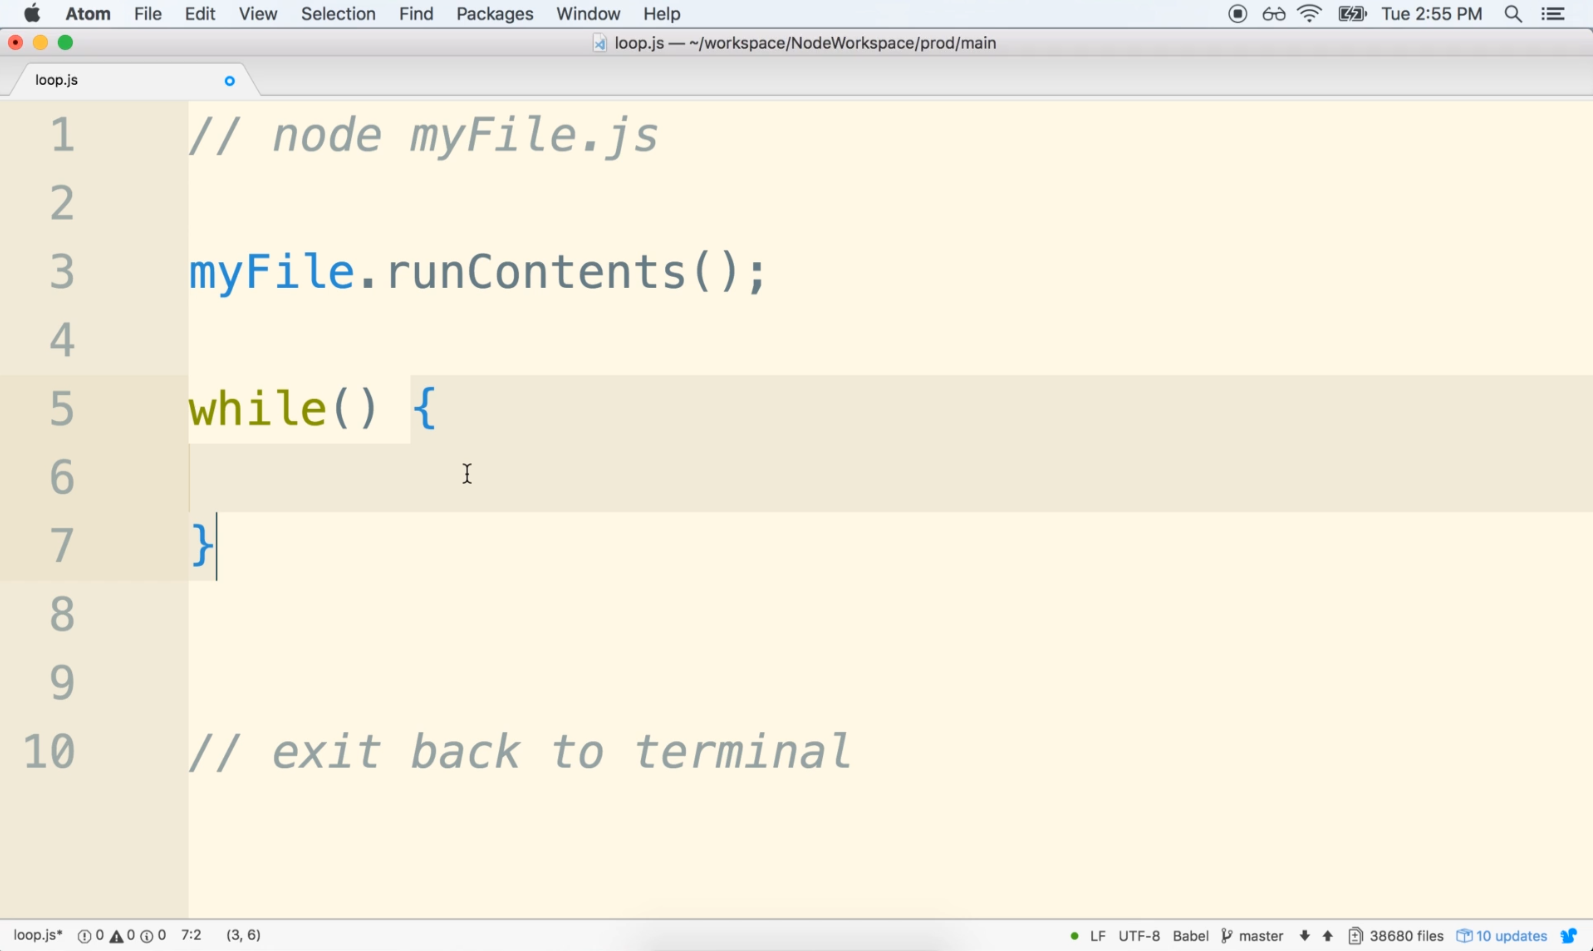 Atom File Edit View Selection Find Packages Window Help Tue 2:55 PM
loop.js — ~/workspace/NodeWorkspace/prod/main
loop.js
1 // node myFile.js
2
3 myFile.runContents();
4
5 while() {
6
7 }
8
9
10 // exit back to terminal
loop.js* 0 0 0 7:2 (3, 6) LF UTF-8 Babel master 38680 files 10 updates